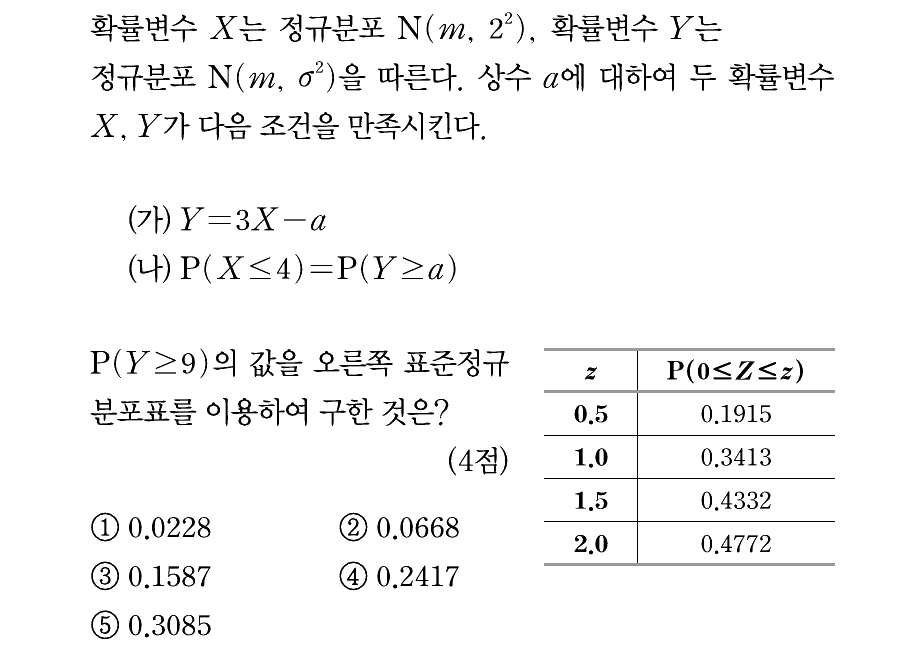 확률변수 X는 정규분포 N(m, 2²), 확률변수 Y는
정규분포 N(m, σ²)을 따른다. 상수 a에 대하여 두 확률변수
X, Y가 다음 조건을 만족시킨다.
(가) Y=3X-a
(나) P(X≤4)=P(Y≥a)
P(Y≥9)의 값을 오른쪽 표준정규
분포표를 이용하여 구한 것은?
(4점)
z P(0≤Z≤z)
0.5 0.1915
1.0 0.3413
1.5 0.4332
2.0 0.4772
① 0.0228 ② 0.0668
③ 0.1587 ④ 0.2417
⑤ 0.3085